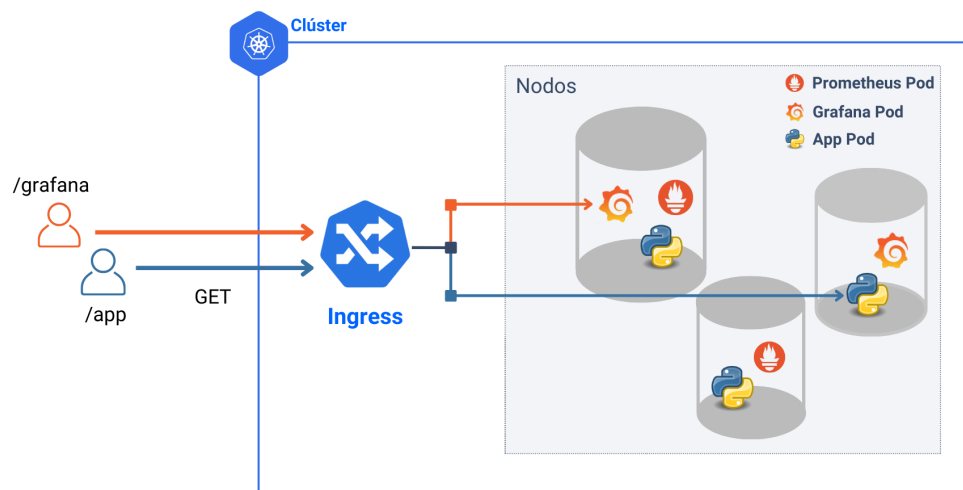 Clúster
Nodos
Prometheus Pod
Grafana Pod
App Pod
/grafana
GET
/app
Ingress